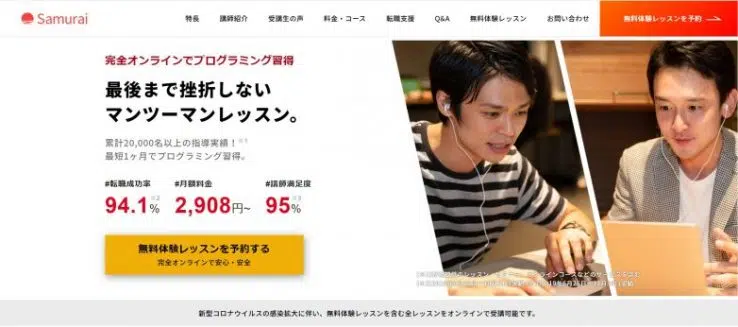 Samurai
特長
講師紹介
受講生の声
料金・コース
転職支援
Q&A
無料体験レッスン
お問い合わせ
無料体験レッスンを予約
完全オンラインでプログラミング習得
最後まで挫折しない
マンツーマンレッスン。
累計20,000名以上の指導実績！
最短1ヶ月でプログラミング習得。
#転職成功率
94.1%
#月額料金
2,908円~
#講師満足度
95%
無料体験レッスンを予約する
完全オンラインで安心・安全
新型コロナウイルスの感染拡大に伴い、無料体験レッスンを含む全レッスンをオンラインで受講可能です。